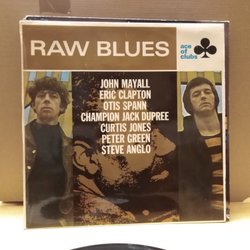 RAW BLUES
ace of
clubs
JOHN MAYALL
ERIC CLAPTON
OTIS SPANN
CHAMPION JACK DUPREE
CURTIS JONES
PETER GREEN
STEVE ANGLO